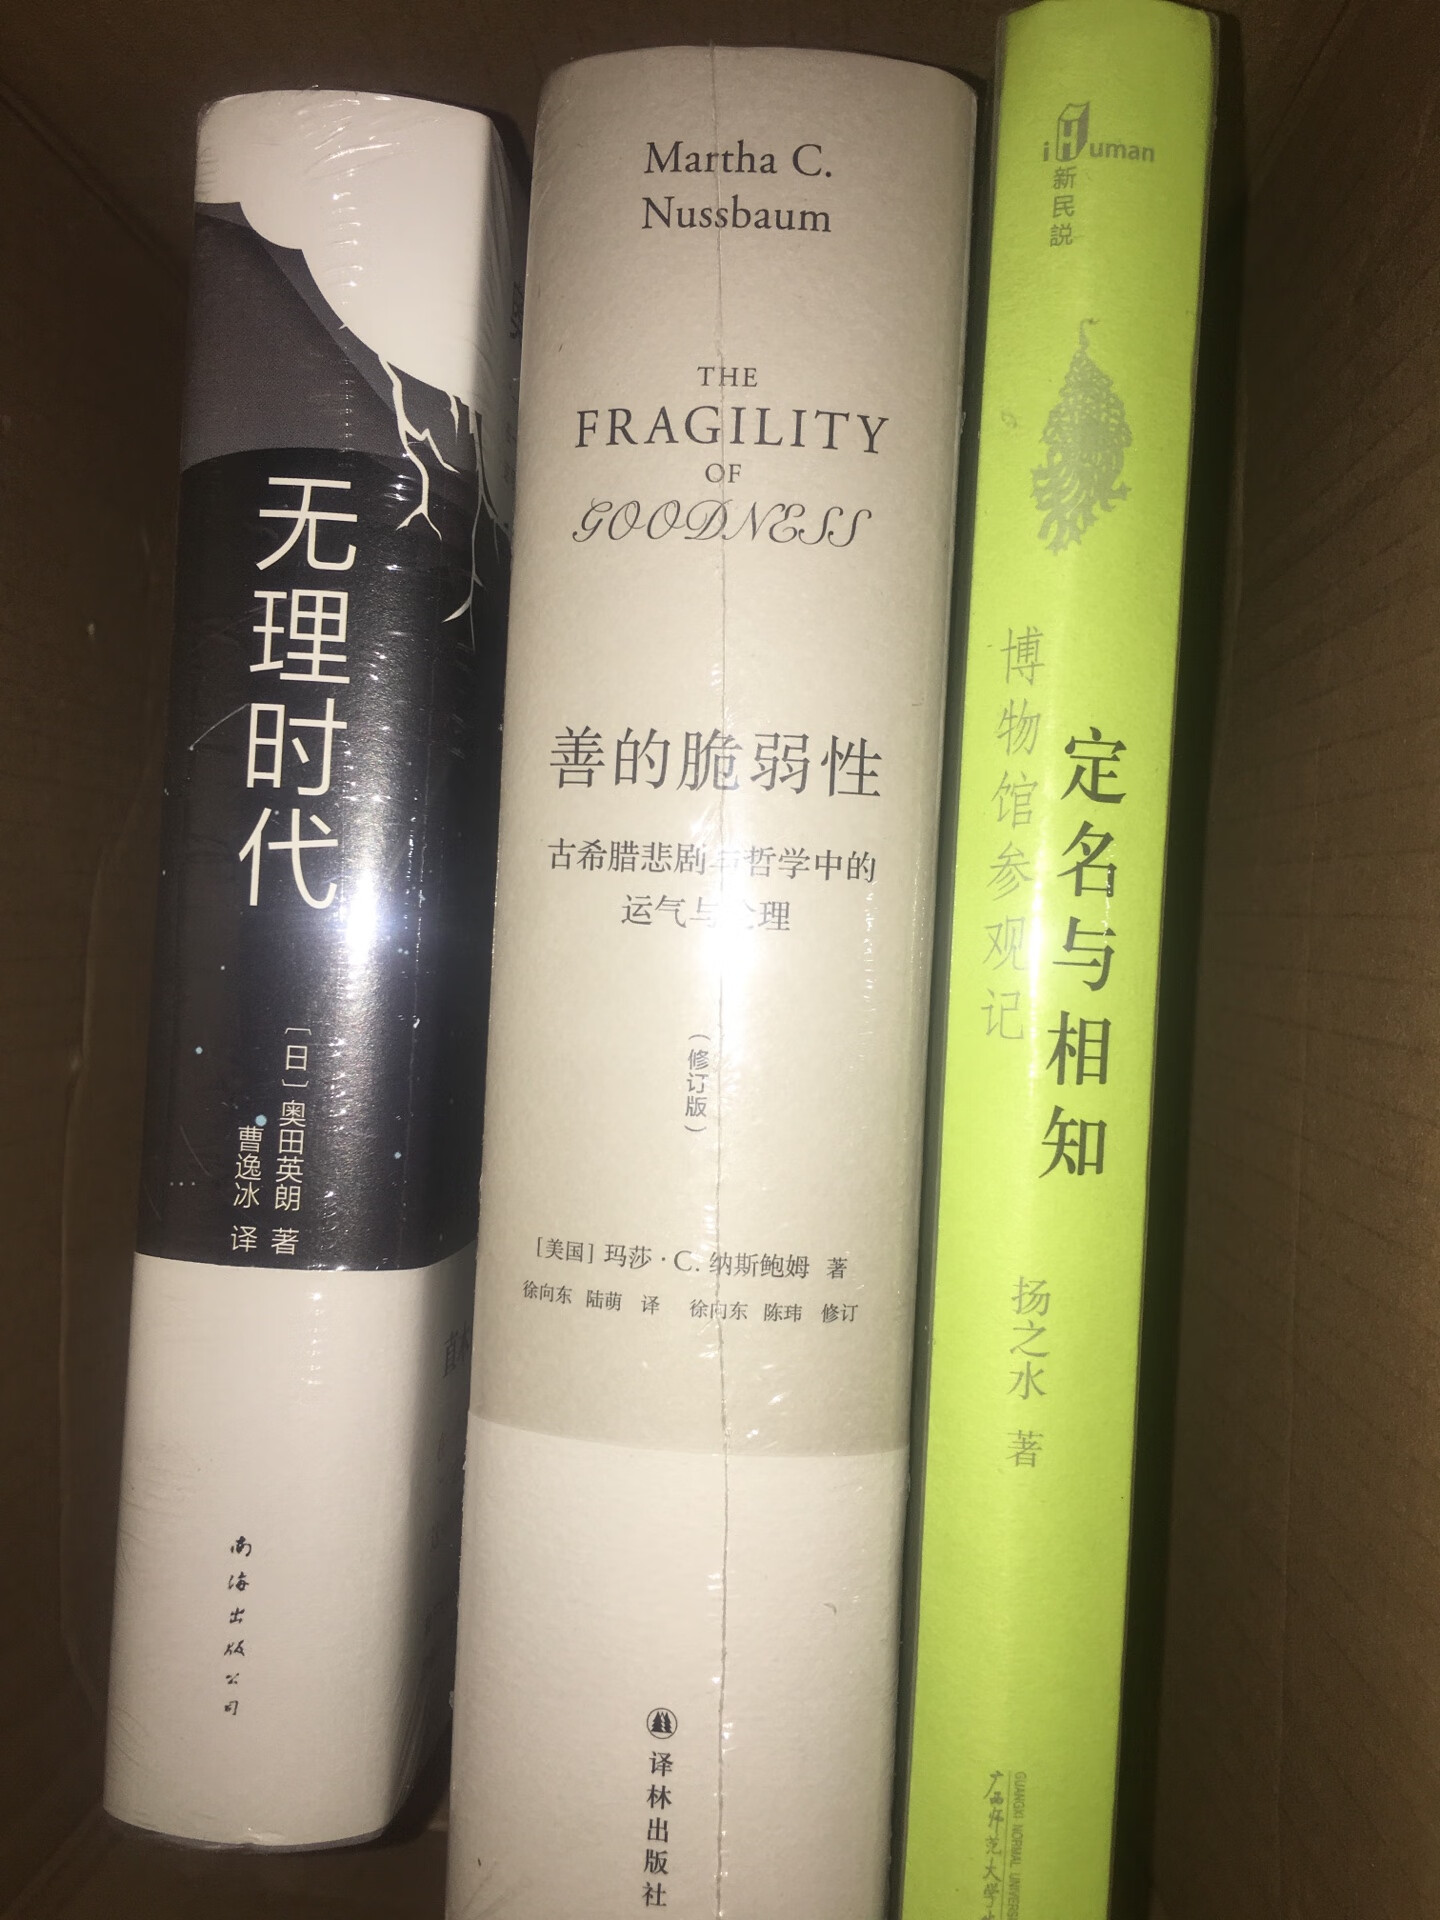 无理时代
［日］奥田英朗 著
曹逸冰 译
南海出版公司
Martha C.
Nussbaum
THE
FRAGILITY
OF
GOODNESS
善的脆弱性
古希腊悲剧与哲学中的
运气与伦理
（修订版）
［美国］玛莎·C. 纳斯鲍姆 著
徐向东 陆萌 译 徐向东 陈玮 修订
译林出版社
iHuman
新民説
定名与相知
博物馆参观记
扬之水 著
广西师范大学
GUANGXI NORMAL